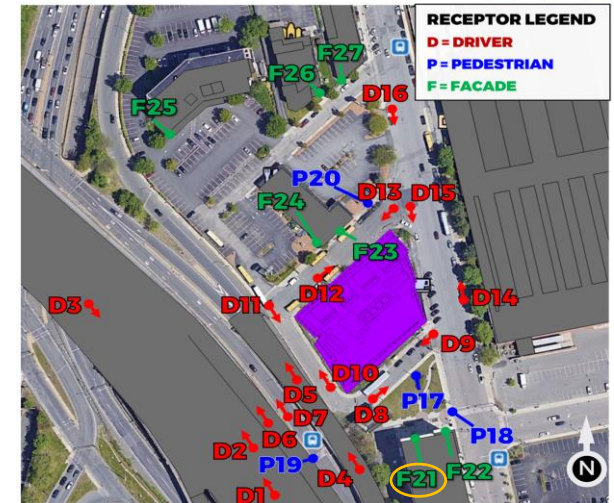 RECEPTOR LEGEND
D = DRIVER
P = PEDESTRIAN
F = FACADE
F27
F26
F25
D16
P20
D13
D15
F24
F23
D12
D3
D11
D14
D9
D10
D5
D8
P17
D7
D6
P18
D2
P19
D4
F21
F22
D1
N